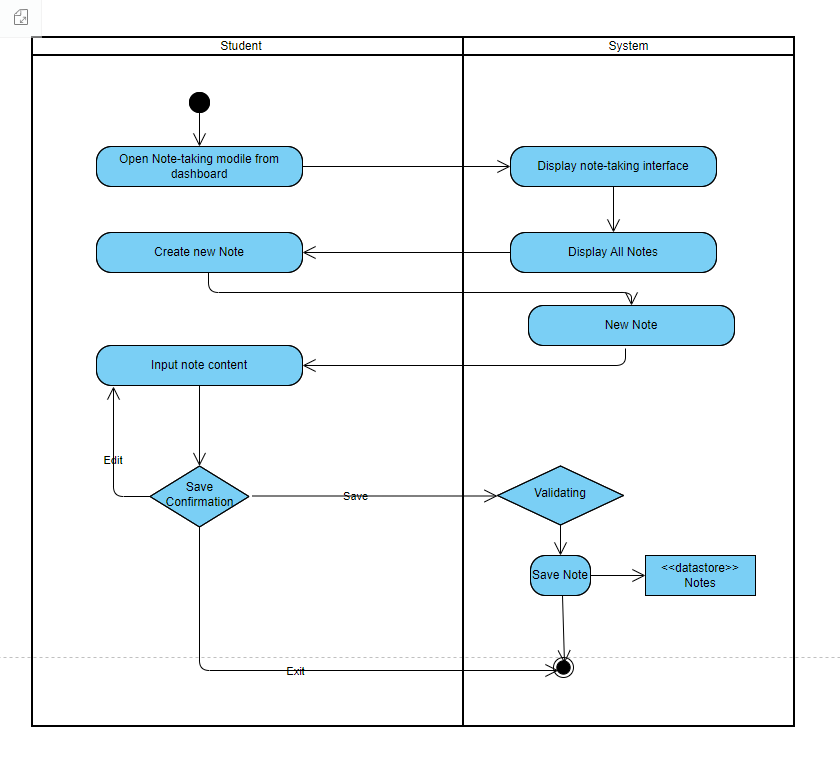 Student
System
Open Note-taking modile from
dashboard
Display note-taking interface
Create new Note
Display All Notes
New Note
Input note content
Edit
Save
Confirmation
Save
Validating
Save Note
<<datastore>>
Notes
Exit